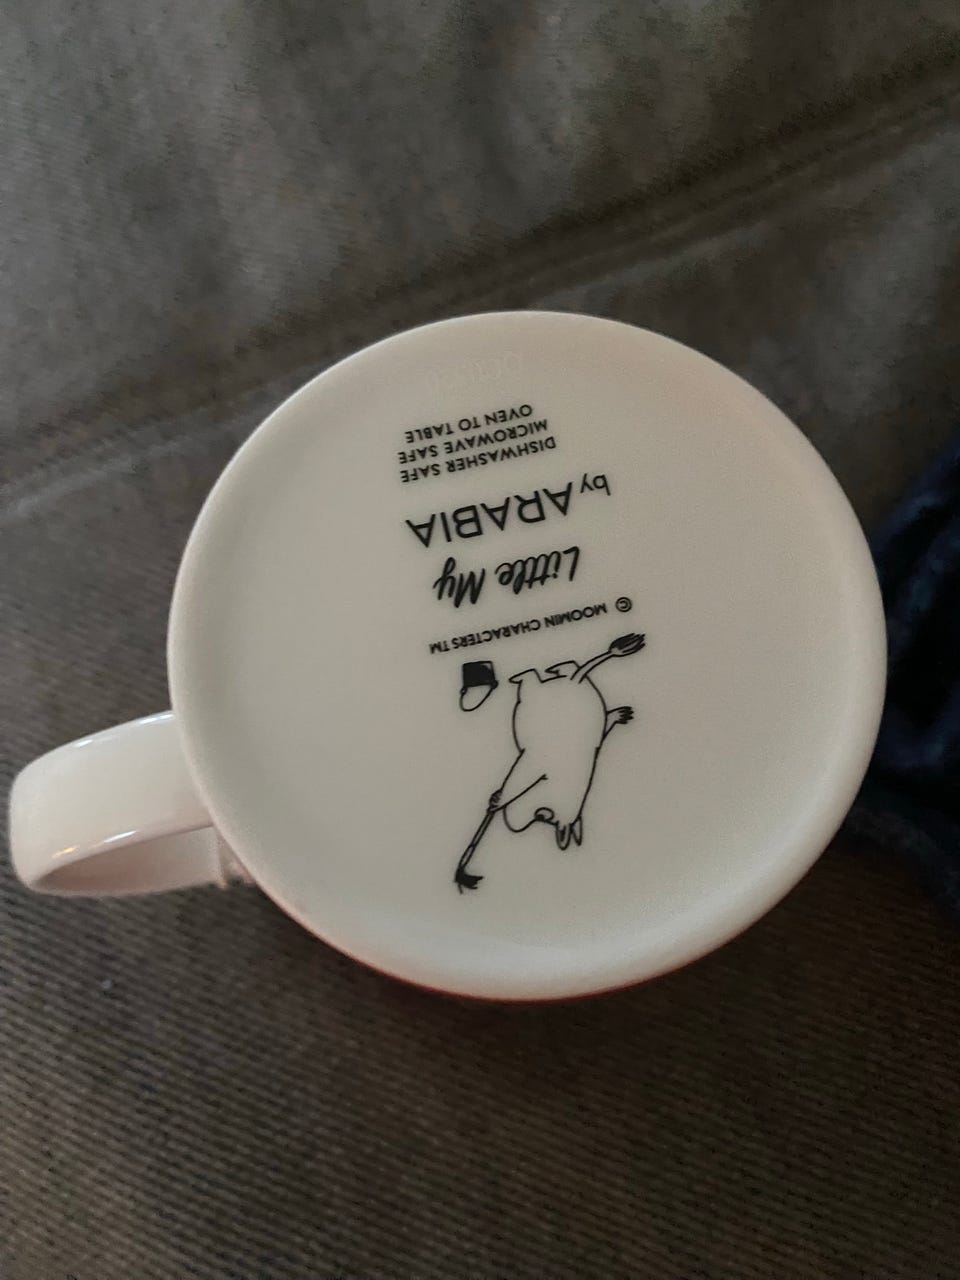 © MOOMIN CHARACTERS TM
Little My
by ARABIA
DISHWASHER SAFE
MICROWAVE SAFE
OVEN TO TABLE